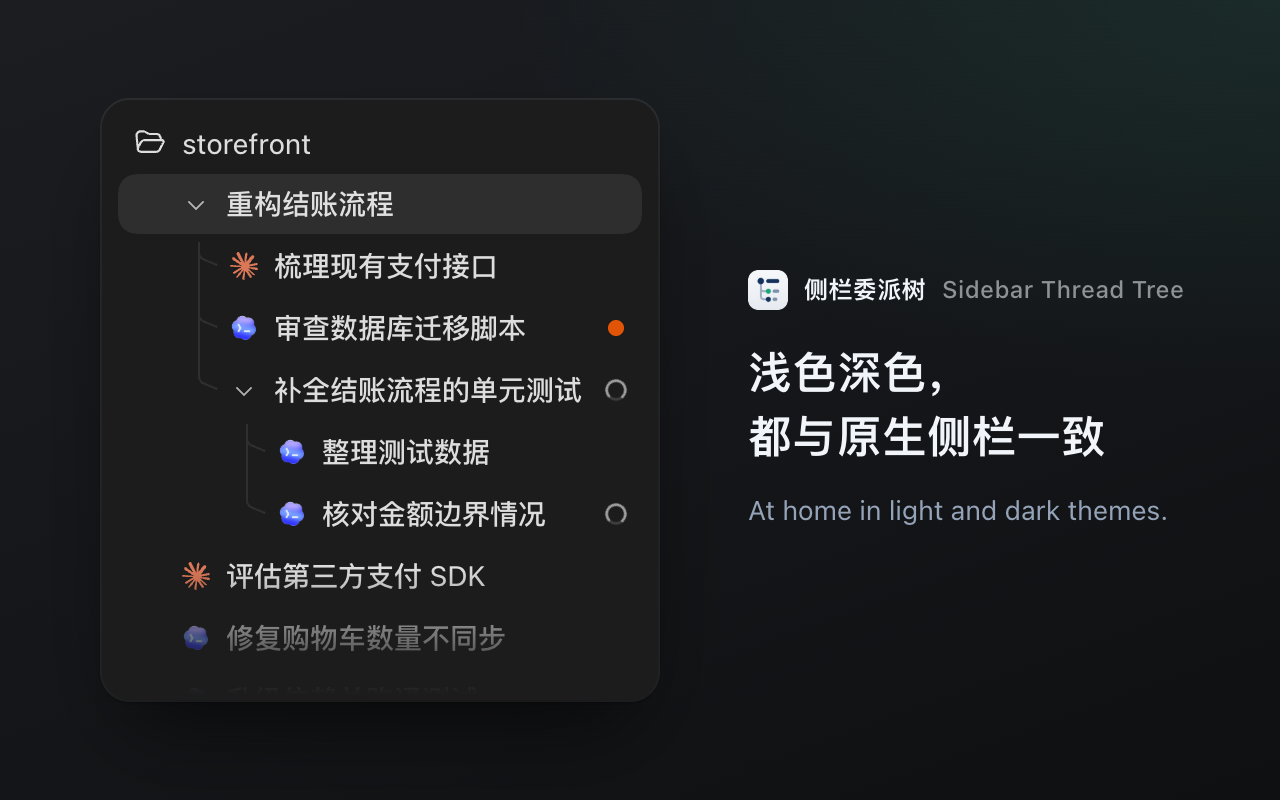 storefront
重构结账流程
梳理现有支付接口
审查数据库迁移脚本
补全结账流程的单元测试
整理测试数据
核对金额边界情况
评估第三方支付 SDK
修复购物车数量不同步
侧栏委派树 Sidebar Thread Tree
浅色深色，
都与原生侧栏一致
At home in light and dark themes.